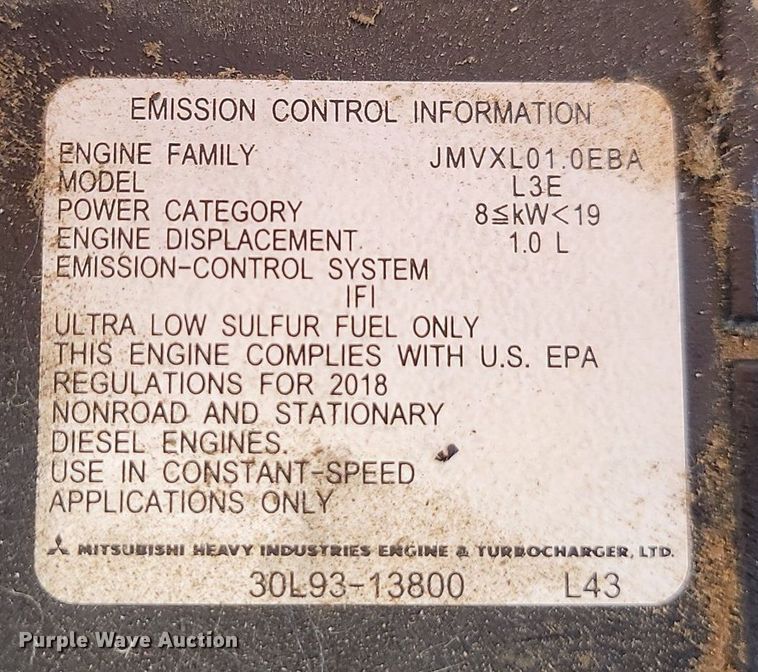 EMISSION CONTROL INFORMATION
ENGINE FAMILY JMVXL01.0EBA
MODEL L3E
POWER CATEGORY 8≦kW<19
ENGINE DISPLACEMENT. 1.0 L
EMISSION-CONTROL SYSTEM
IFI
ULTRA LOW SULFUR FUEL ONLY
THIS ENGINE COMPLIES WITH U.S. EPA
REGULATIONS FOR 2018
NONROAD AND STATIONARY
DIESEL ENGINES.
USE IN CONSTANT-SPEED
APPLICATIONS ONLY
MITSUBISHI HEAVY INDUSTRIES ENGINE & TURBOCHARGER, LTD.
30L93-13800 L43
Purple Wave Auction